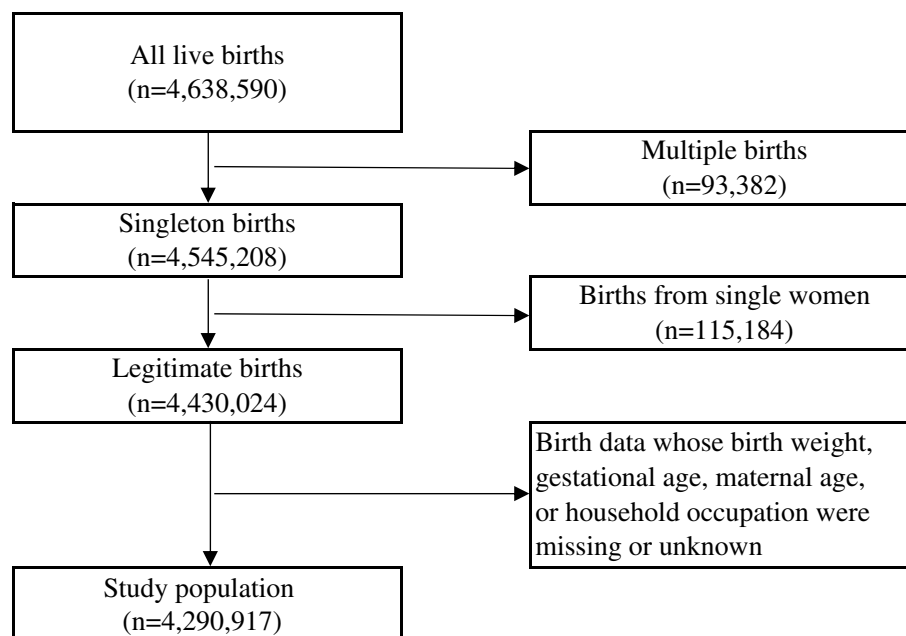 All live births
(n=4,638,590)
Multiple births
(n=93,382)
Singleton births
(n=4,545,208)
Births from single women
(n=115,184)
Legitimate births
(n=4,430,024)
Birth data whose birth weight,
gestational age, maternal age,
or household occupation were
missing or unknown
Study population
(n=4,290,917)